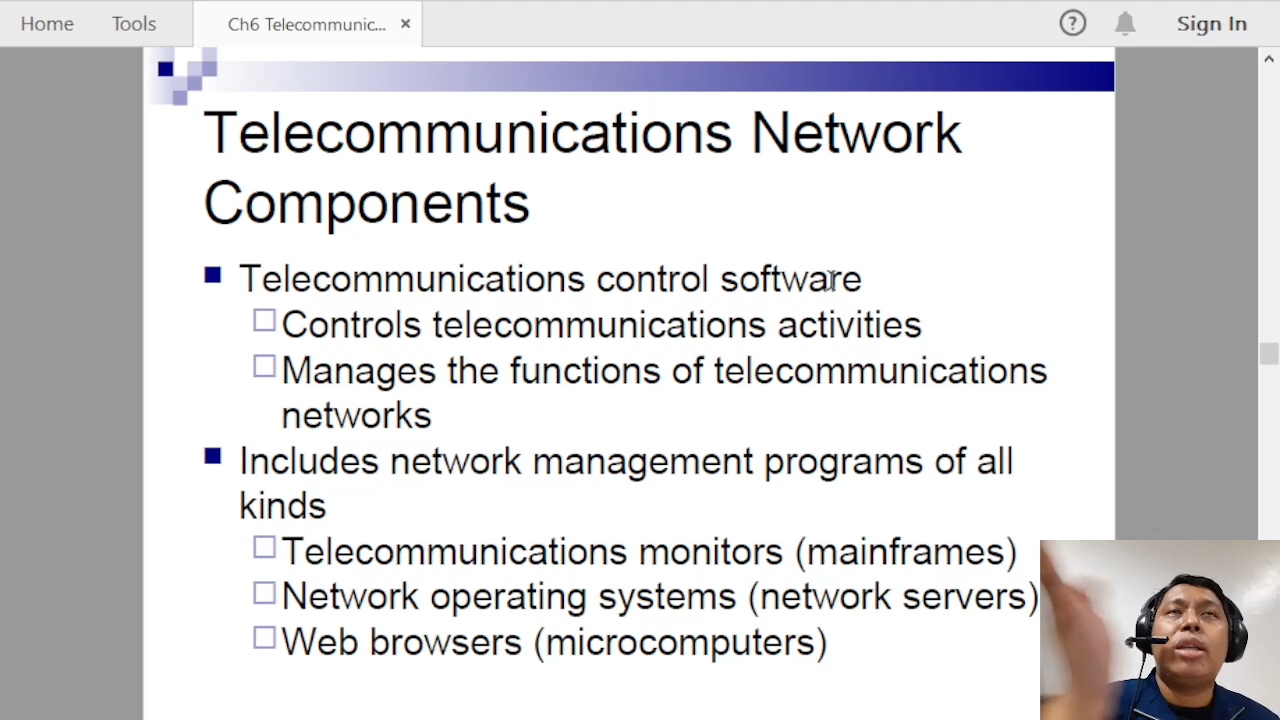 Home Tools Ch6 Telecommunic... × ? Sign In
Telecommunications Network
Components
Telecommunications control software
Controls telecommunications activities
Manages the functions of telecommunications
networks
Includes network management programs of all
kinds
Telecommunications monitors (mainframes)
Network operating systems (network servers)
Web browsers (microcomputers)